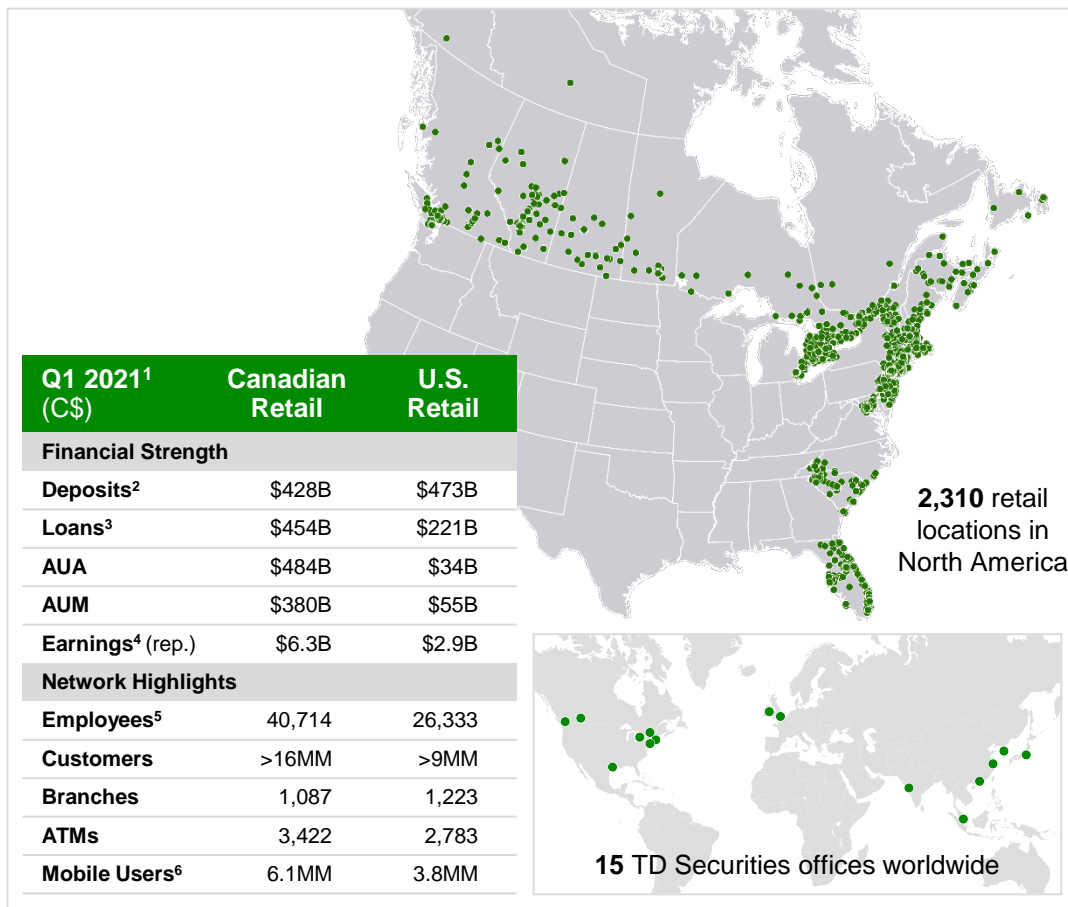 Q1 2021¹ (C$) Canadian Retail U.S. Retail
Financial Strength
Deposits² $428B $473B
Loans³ $454B $221B
AUA $484B $34B
AUM $380B $55B
Earnings⁴ (rep.) $6.3B $2.9B
Network Highlights
Employees⁵ 40,714 26,333
Customers >16MM >9MM
Branches 1,087 1,223
ATMs 3,422 2,783
Mobile Users⁶ 6.1MM 3.8MM
2,310 retail
locations in
North America
15 TD Securities offices worldwide